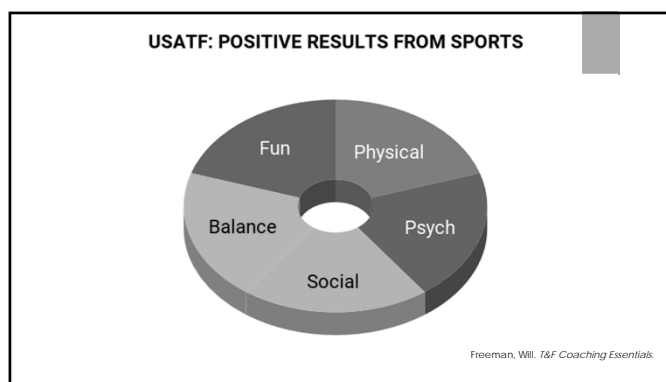 USATF: POSITIVE RESULTS FROM SPORTS
Fun
Physical
Balance
Psych
Social
Freeman, Will. T&F Coaching Essentials.